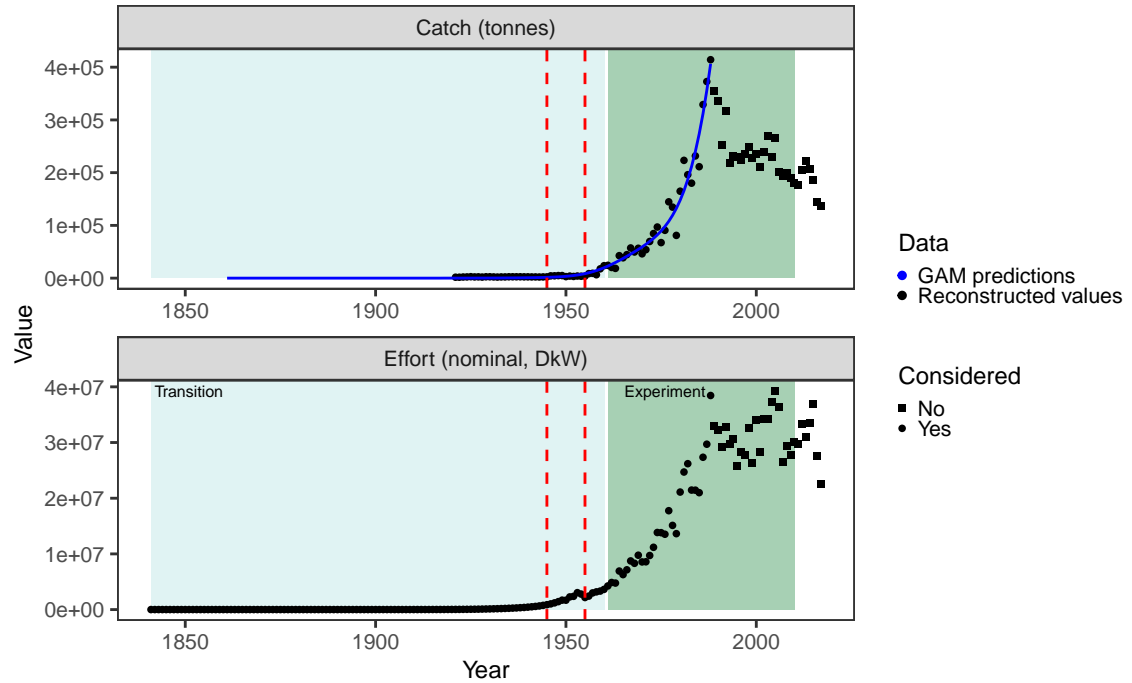 Catch (tonnes)
4e+05
3e+05
2e+05
1e+05
0e+00
1850 1900 1950 2000
Effort (nominal, DkW)
Transition Experiment
4e+07
3e+07
2e+07
1e+07
0e+00
1850 1900 1950 2000
Year
Value
Data
GAM predictions
Reconstructed values
Considered
No
Yes